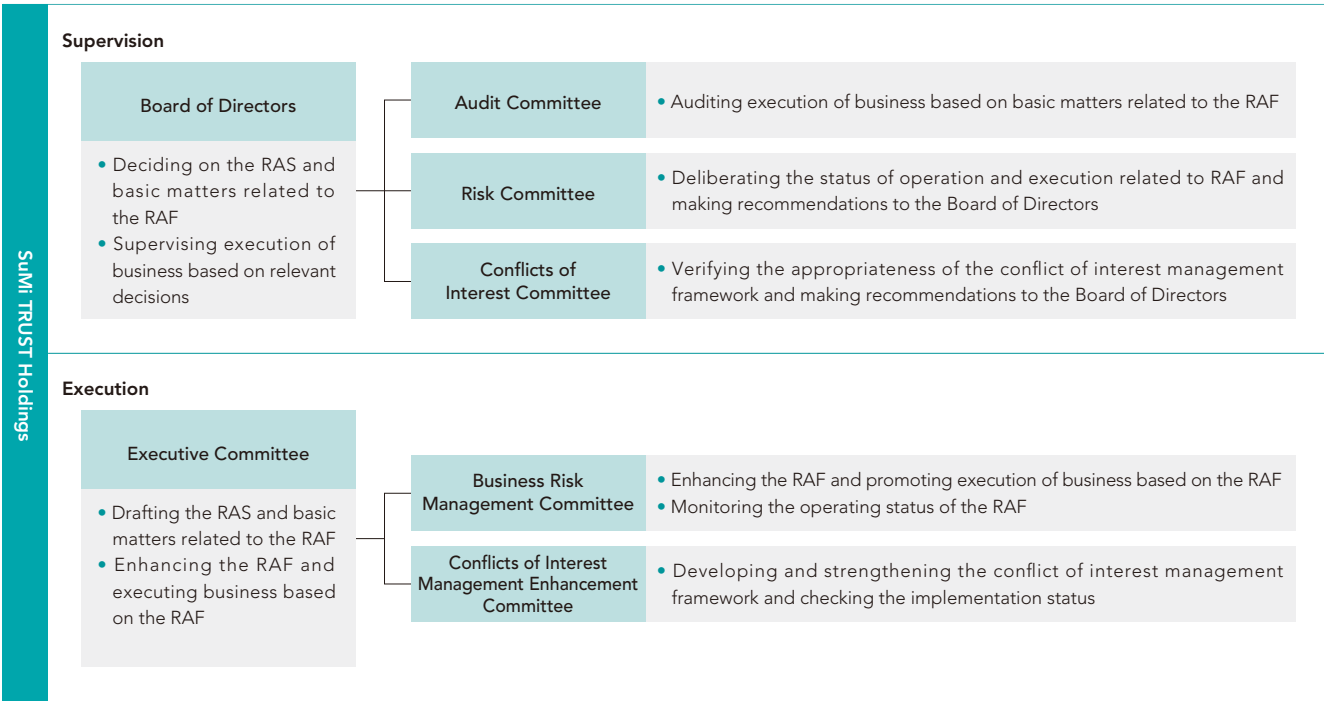 SuMi TRUST Holdings
Supervision
Board of Directors
• Deciding on the RAS and
basic matters related to
the RAF
• Supervising execution of
business based on relevant
decisions
Audit Committee
• Auditing execution of business based on basic matters related to the RAF
Risk Committee
• Deliberating the status of operation and execution related to RAF and
making recommendations to the Board of Directors
Conflicts of
Interest Committee
• Verifying the appropriateness of the conflict of interest management
framework and making recommendations to the Board of Directors
Execution
Executive Committee
• Drafting the RAS and basic
matters related to the RAF
• Enhancing the RAF and
executing business based
on the RAF
Business Risk
Management Committee
• Enhancing the RAF and promoting execution of business based on the RAF
• Monitoring the operating status of the RAF
Conflicts of Interest
Management Enhancement
Committee
• Developing and strengthening the conflict of interest management
framework and checking the implementation status